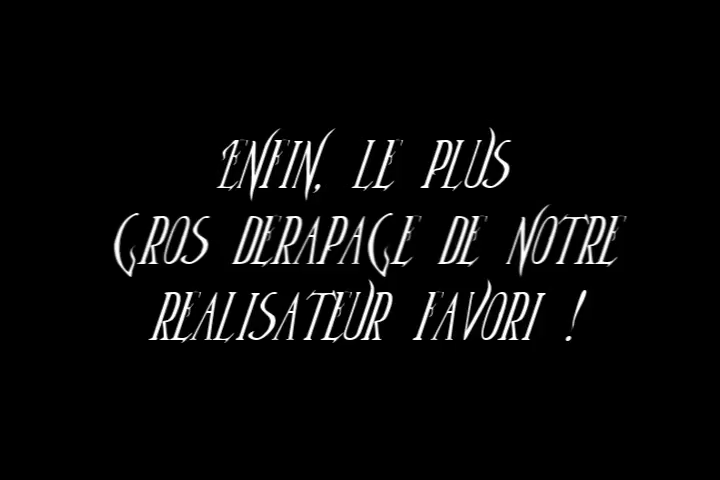 ENFIN, LE PLUS
GROS DERAPAGE DE NOTRE
REALISATEUR FAVORI !